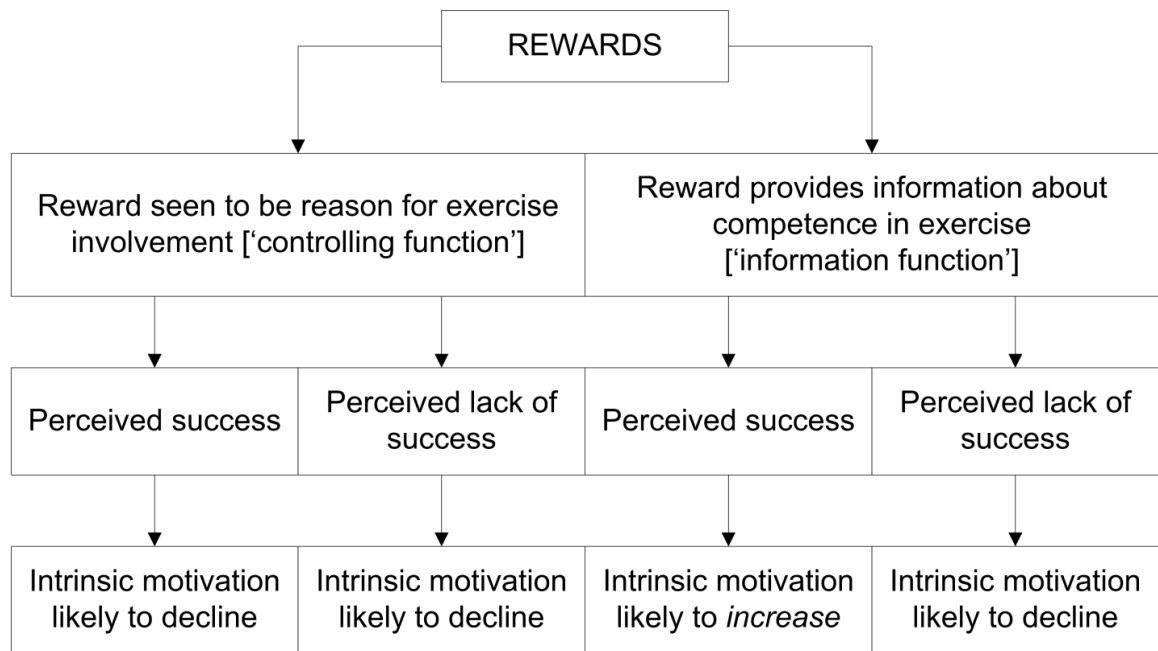 REWARDS
Reward seen to be reason for exercise
involvement [‘controlling function’]
Reward provides information about
competence in exercise
[‘information function’]
Perceived success
Perceived lack of
success
Perceived success
Perceived lack of
success
Intrinsic motivation
likely to decline
Intrinsic motivation
likely to decline
Intrinsic motivation
likely to increase
Intrinsic motivation
likely to decline